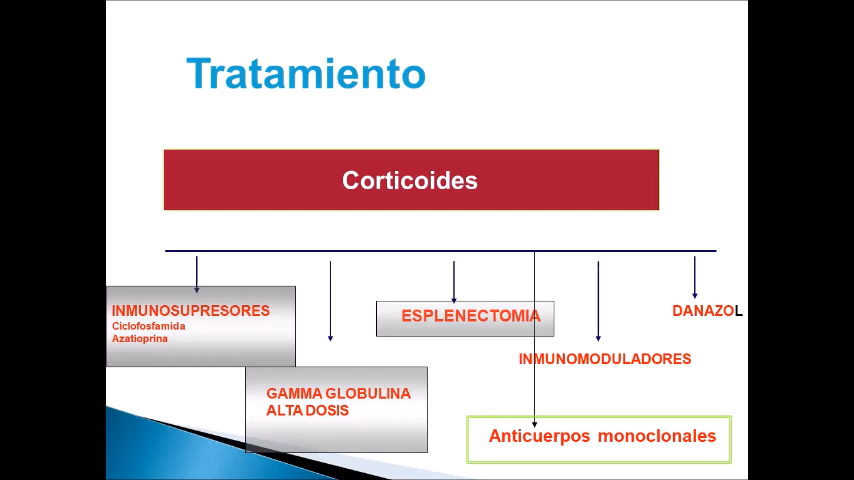 Tratamiento
Corticoides
INMUNOSUPRESORES
Ciclofosfamida
Azatioprina
GAMMA GLOBULINA
ALTA DOSIS
ESPLENECTOMIA
INMUNOMODULADORES
DANAZOL
Anticuerpos monoclonales